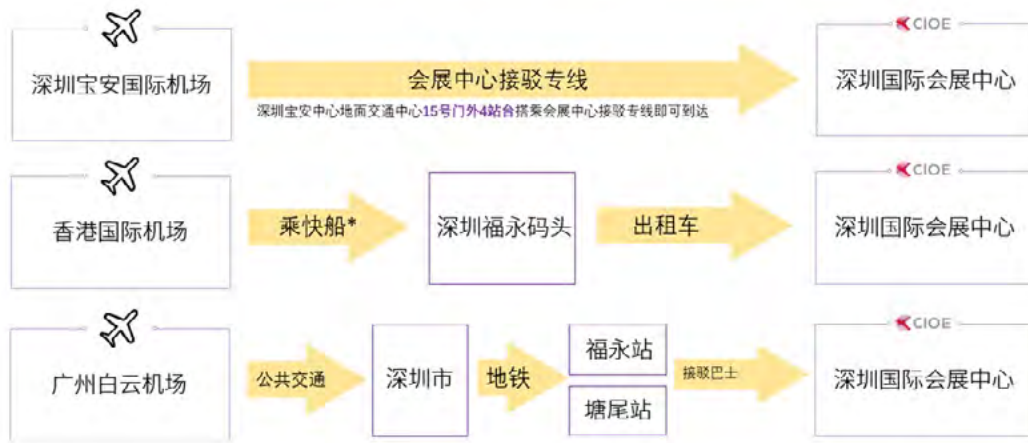 CIOE
深圳宝安国际机场
会展中心接驳专线
深圳国际会展中心
深圳宝安中心地面交通中心15号门外4站台搭乘会展中心接驳专线即可到达
CIOE
香港国际机场
乘快船*
深圳福永码头
出租车
深圳国际会展中心
CIOE
广州白云机场
公共交通
深圳市
地铁
福永站
塘尾站
接驳巴士
深圳国际会展中心